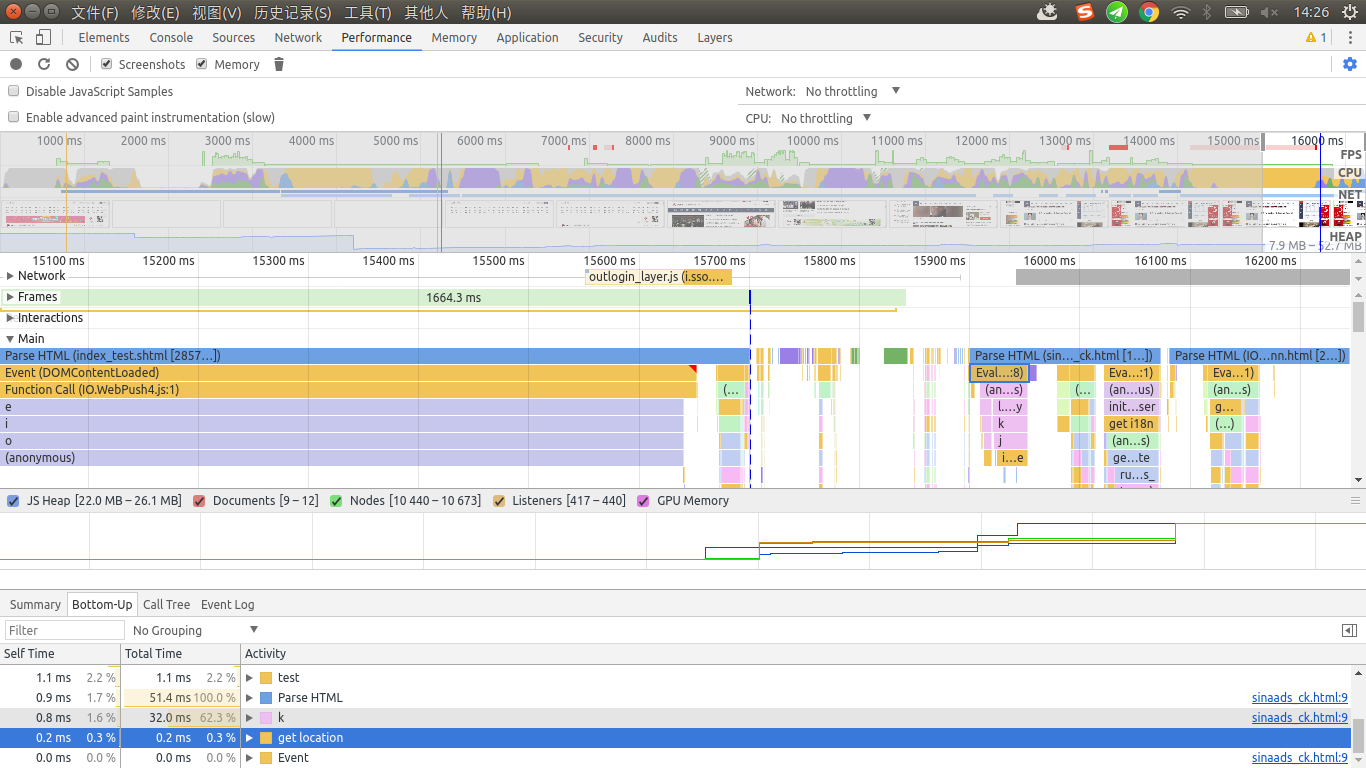 文件(F) 修改(E) 视图(V) 历史记录(S) 工具(T) 其他人 帮助(H) 14:26
Elements Console Sources Network Performance Memory Application Security Audits Layers 1
Screenshots Memory
Disable JavaScript Samples Network: No throttling
Enable advanced paint instrumentation (slow) CPU: No throttling
1000 ms 2000 ms 3000 ms 4000 ms 5000 ms 6000 ms 7000 ms 8000 ms 9000 ms 10000 ms 11000 ms 12000 ms 13000 ms 14000 ms 15000 ms 16000 ms
FPS
CPU
NET
HEAP
7.9 MB – 52.7 MB
15100 ms 15200 ms 15300 ms 15400 ms 15500 ms 15600 ms 15700 ms 15800 ms 15900 ms 16000 ms 16100 ms 16200 ms
Network outlogin_layer.js (i.sso....
Frames 1664.3 ms
Interactions
Main
Parse HTML (index_test.shtml [2857...]) Parse HTML (sin..._ck.html [1...]) Parse HTML (IO...nn.html [2...])
Event (DOMContentLoaded) Eval...:8) Eva...:1) Eva...1)
Function Call (IO.WebPush4.js:1) (... (an...s) (... (an...us) (an...s)
e l...y init...ser g...
i k get i18n (...)
o j (an...s)
(anonymous) i...e ge...te
ru...s_
JS Heap [22.0 MB – 26.1 MB] Documents [9 – 12] Nodes [10 440 – 10 673] Listeners [417 – 440] GPU Memory
Summary Bottom-Up Call Tree Event Log
Filter No Grouping
Self Time Total Time Activity
1.1 ms 2.2 % 1.1 ms 2.2 % test
0.9 ms 1.7 % 51.4 ms 100.0 % Parse HTML sinaads_ck.html:9
0.8 ms 1.6 % 32.0 ms 62.3 % k sinaads_ck.html:9
0.2 ms 0.3 % 0.2 ms 0.3 % get location
0.0 ms 0.0 % 0.0 ms 0.0 % Event sinaads_ck.html:9